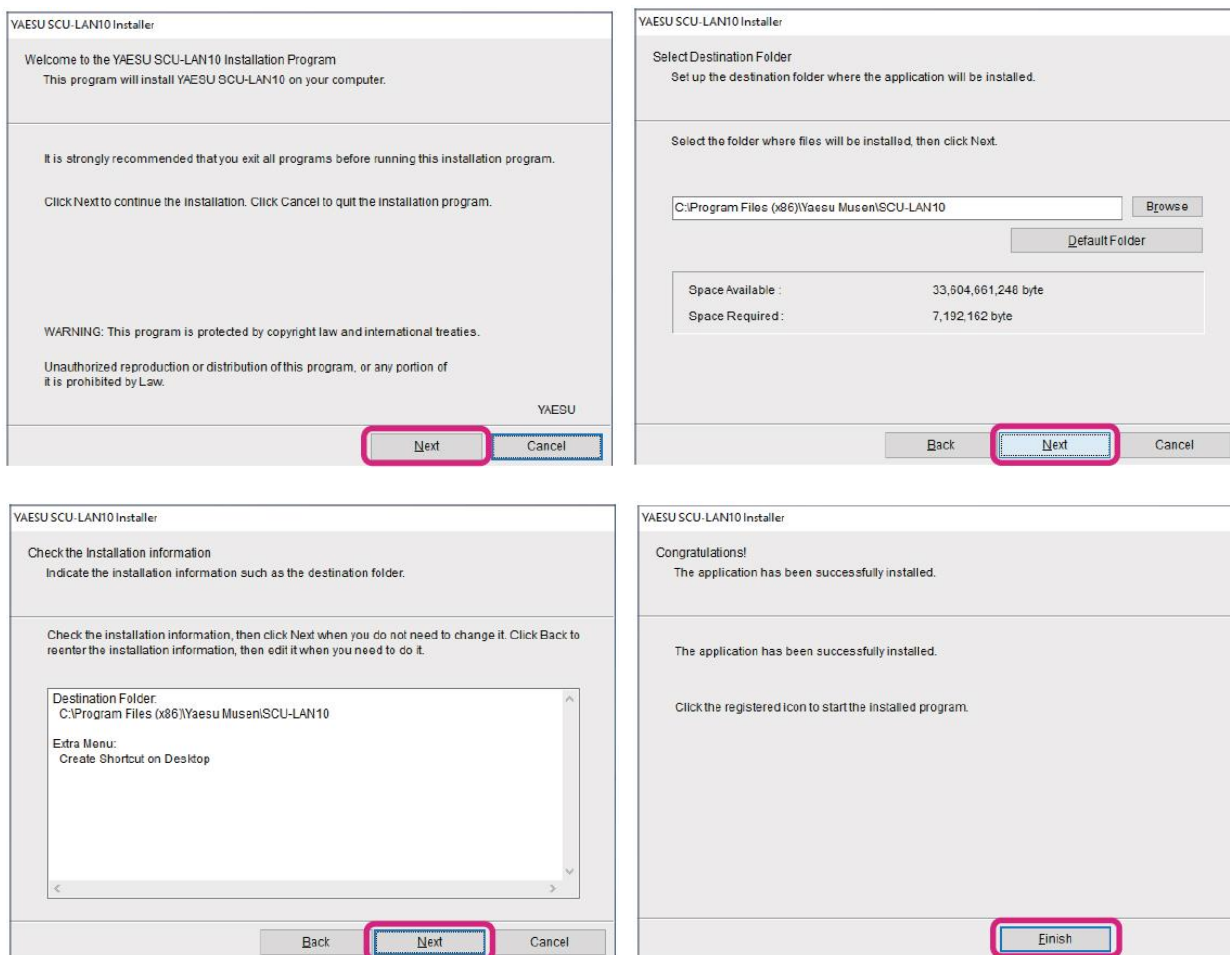 YAESU SCU-LAN10 Installer
Welcome to the YAESU SCU-LAN10 Installation Program
This program will install YAESU SCU-LAN10 on your computer.
It is strongly recommended that you exit all programs before running this installation program.
Click Next to continue the installation. Click Cancel to quit the installation program.
WARNING: This program is protected by copyright law and international treaties.
Unauthorized reproduction or distribution of this program, or any portion of
it is prohibited by Law.
YAESU
Next Cancel
YAESU SCU-LAN10 Installer
Select Destination Folder
Set up the destination folder where the application will be installed.
Select the folder where files will be installed, then click Next.
C:\Program Files (x86)\Yaesu Musen\SCU-LAN10 Browse
Default Folder
Space Available : 33,604,661,248 byte
Space Required : 7,192,162 byte
Back Next Cancel
YAESU SCU-LAN10 Installer
Check the Installation information
Indicate the installation information such as the destination folder.
Check the installation information, then click Next when you do not need to change it. Click Back to
reenter the installation information, then edit it when you need to do it.
Destination Folder:
C:\Program Files (x86)\Yaesu Musen\SCU-LAN10
Extra Menu:
Create Shortcut on Desktop
Back Next Cancel
YAESU SCU-LAN10 Installer
Congratulations!
The application has been successfully installed.
The application has been successfully installed.
Click the registered icon to start the installed program.
Finish